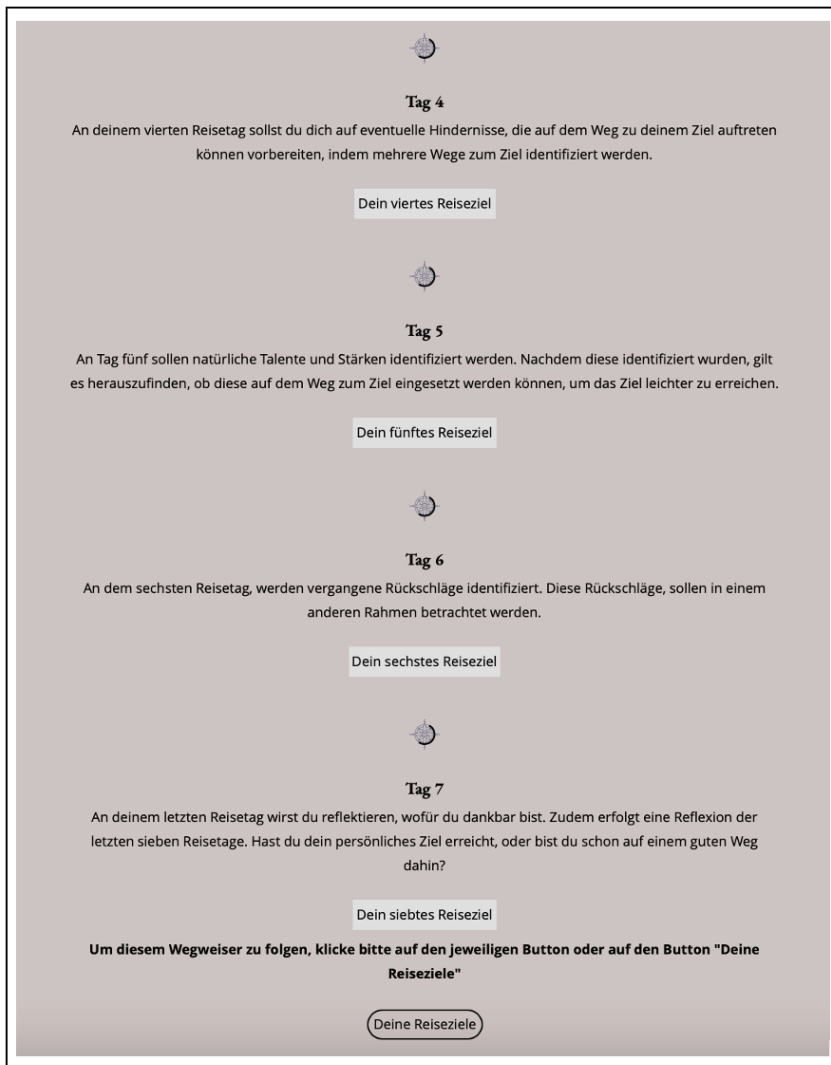 Tag 4
An deinem vierten Reisetag sollst du dich auf eventuelle Hindernisse, die auf dem Weg zu deinem Ziel auftreten
können vorbereiten, indem mehrere Wege zum Ziel identifiziert werden.
Dein viertes Reiseziel
Tag 5
An Tag fünf sollen natürliche Talente und Stärken identifiziert werden. Nachdem diese identifiziert wurden, gilt
es herauszufinden, ob diese auf dem Weg zum Ziel eingesetzt werden können, um das Ziel leichter zu erreichen.
Dein fünftes Reiseziel
Tag 6
An dem sechsten Reisetag, werden vergangene Rückschläge identifiziert. Diese Rückschläge, sollen in einem
anderen Rahmen betrachtet werden.
Dein sechstes Reiseziel
Tag 7
An deinem letzten Reisetag wirst du reflektieren, wofür du dankbar bist. Zudem erfolgt eine Reflexion der
letzten sieben Reisetage. Hast du dein persönliches Ziel erreicht, oder bist du schon auf einem guten Weg
dahin?
Dein siebtes Reiseziel
Um diesem Wegweiser zu folgen, klicke bitte auf den jeweiligen Button oder auf den Button "Deine
Reiseziele"
Deine Reiseziele